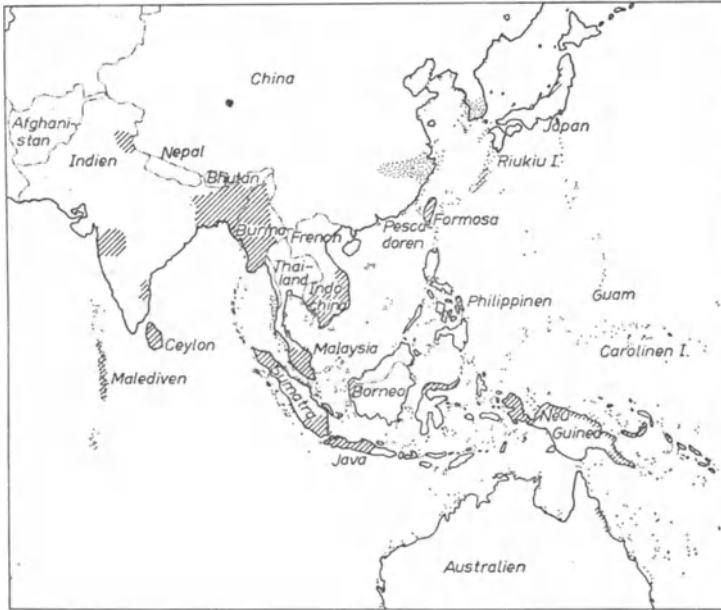 China
Afghani-
stan
Nepal
Indien
Bhutan
Japan
Riukiu I.
Formosa
Pesca-
doren
Burma
French
Thai-
land
Indo
china
Philippinen
Guam
Carolinen I.
Ceylon
Malaysia
Malediven
Sumatra
Borneo
Neu
Guinea
Java
Australien